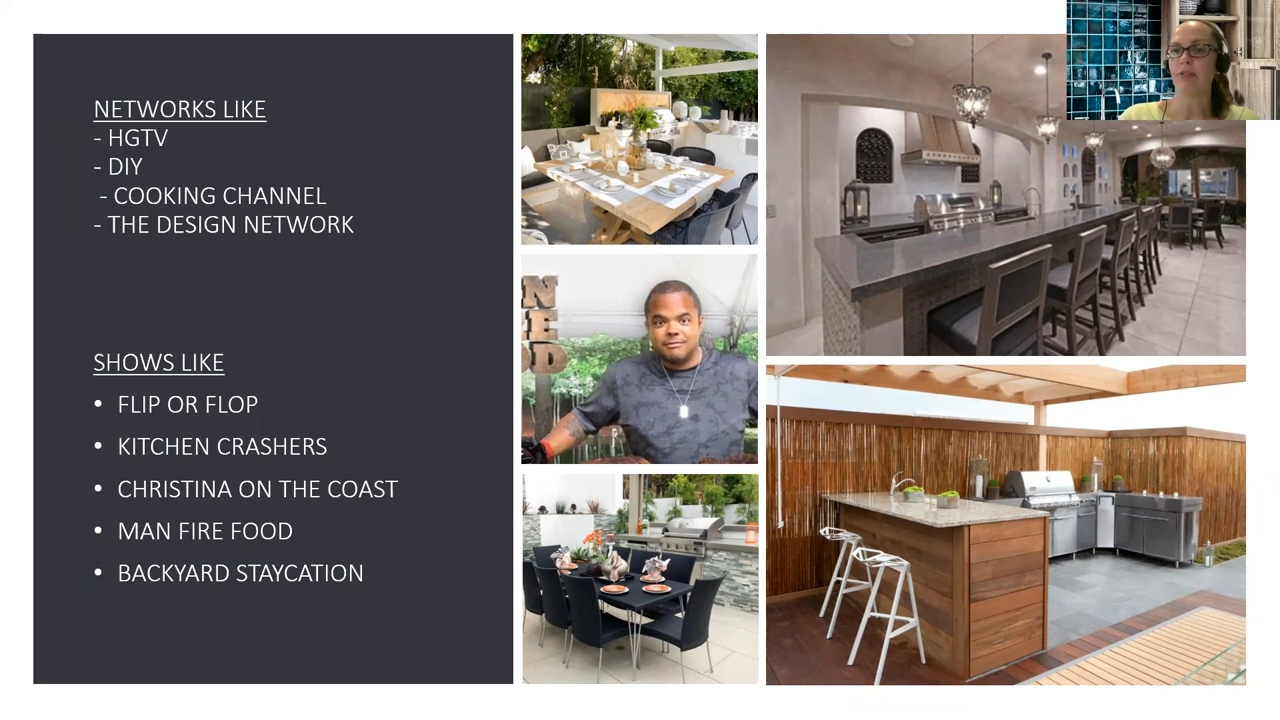 NETWORKS LIKE
- HGTV
- DIY
- COOKING CHANNEL
- THE DESIGN NETWORK
SHOWS LIKE
• FLIP OR FLOP
• KITCHEN CRASHERS
• CHRISTINA ON THE COAST
• MAN FIRE FOOD
• BACKYARD STAYCATION